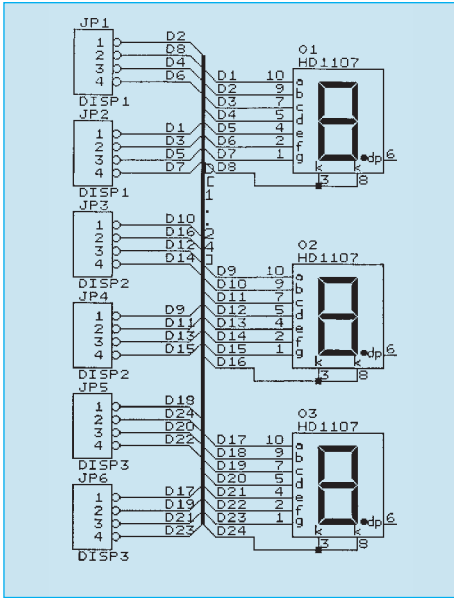 JP1
1 D2
2 D8
3 D4
4 D6
DISP1
JP2
1 D1
2 D3
3 D5
4 D7
DISP1
JP3
1 D10
2 D16
3 D12
4 D14
DISP2
JP4
1 D9
2 D11
3 D13
4 D15
DISP2
JP5
1 D18
2 D24
3 D20
4 D22
DISP3
JP6
1 D17
2 D19
3 D21
4 D23
DISP3
D[1..24]
O1
HD1107
D1 10 a
D2 9 b
D3 7 c
D4 5 d
D5 4 e
D6 2 f
D7 1 g
D8
dp 6
K K
3 8
O2
HD1107
D9 10 a
D10 9 b
D11 7 c
D12 5 d
D13 4 e
D14 2 f
D15 1 g
D16
dp 6
K K
3 8
O3
HD1107
D17 10 a
D18 9 b
D19 7 c
D20 5 d
D21 4 e
D22 2 f
D23 1 g
D24
dp 6
K K
3 8